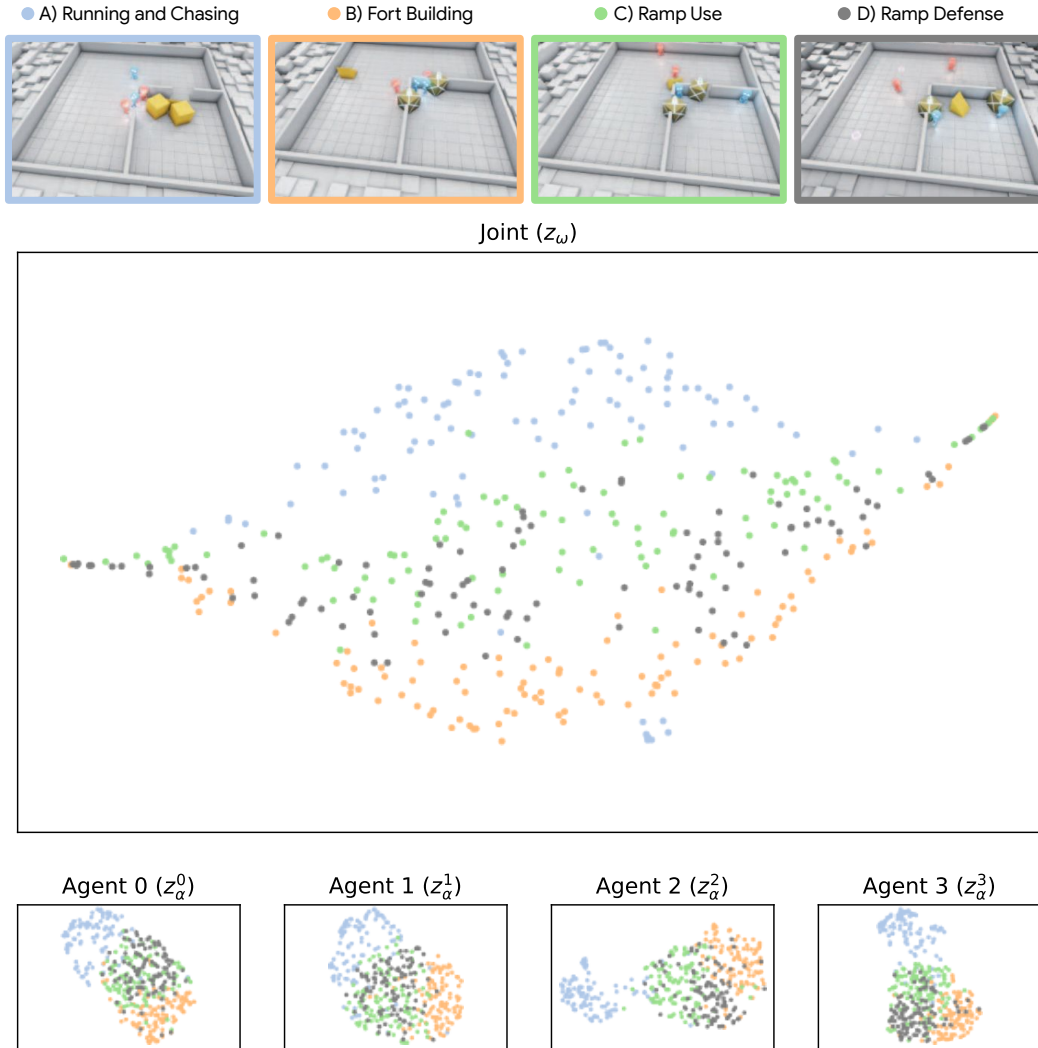 A) Running and Chasing B) Fort Building C) Ramp Use D) Ramp Defense
Joint (z_ω)
Agent 0 (z_α^0) Agent 1 (z_α^1) Agent 2 (z_α^2) Agent 3 (z_α^3)